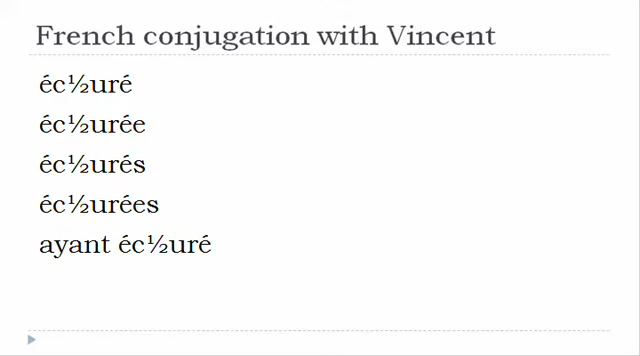 French conjugation with Vincent
éc½uré
éc½urée
éc½urés
éc½urées
ayant éc½uré